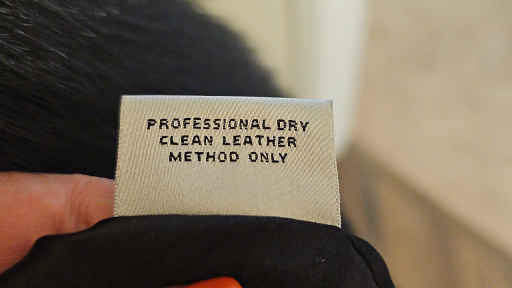 PROFESSIONAL DRY
CLEAN LEATHER
METHOD ONLY